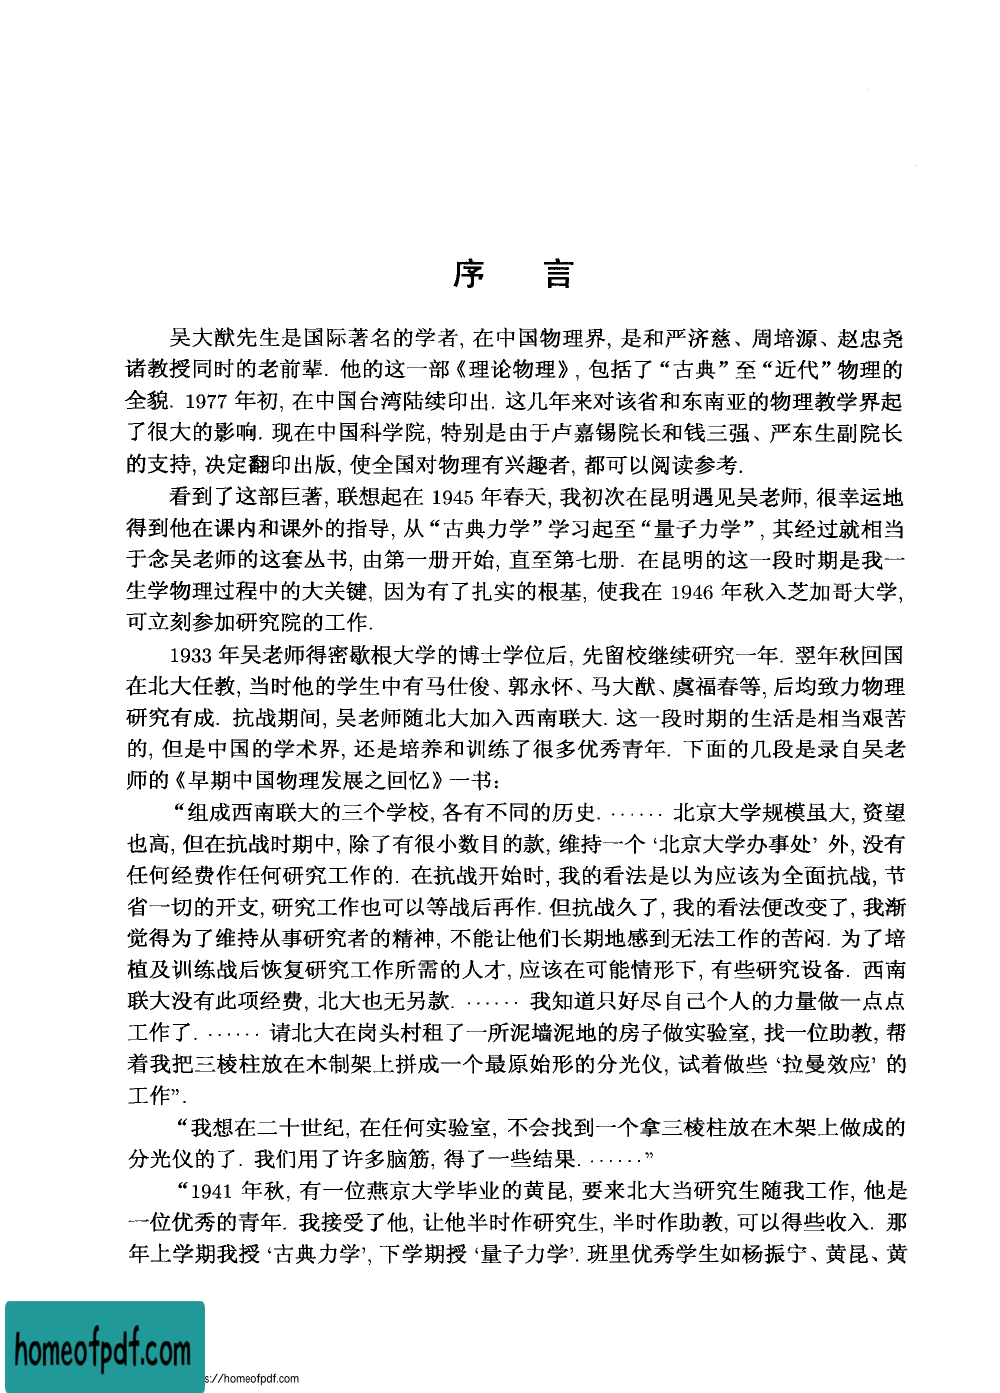 序 言
吴大猷先生是国际著名的学者, 在中国物理界, 是和严济慈、周培源、赵忠尧
诸教授同时的老前辈. 他的这一部《理论物理》, 包括了“古典”至“近代”物理的
全貌. 1977 年初, 在中国台湾陆续印出. 这几年来对该省和东南亚的物理教学界起
了很大的影响. 现在中国科学院, 特别是由于卢嘉锡院长和钱三强、严东生副院长
的支持, 决定翻印出版, 使全国对物理有兴趣者, 都可以阅读参考.
看到了这部巨著, 联想起在 1945 年春天, 我初次在昆明遇见吴老师, 很幸运地
得到他在课内和课外的指导, 从“古典力学”学习起至“量子力学”, 其经过就相当
于念吴老师的这套丛书, 由第一册开始, 直至第七册. 在昆明的这一段时期是我一
生学物理过程中的大关键, 因为有了扎实的根基, 使我在 1946 年秋入芝加哥大学,
可立刻参加研究院的工作.
1933 年吴老师得密歇根大学的博士学位后, 先留校继续研究一年. 翌年秋回国
在北大任教, 当时他的学生中有马仕俊、郭永怀、马大猷、虞福春等, 后均致力物理
研究有成. 抗战期间, 吴老师随北大加入西南联大. 这一段时期的生活是相当艰苦
的, 但是中国的学术界, 还是培养和训练了很多优秀青年. 下面的几段是录自吴老
师的《早期中国物理发展之回忆》一书:
“组成西南联大的三个学校, 各有不同的历史. …… 北京大学规模虽大, 资望
也高, 但在抗战时期中, 除了有很小数目的款, 维持一个 ‘北京大学办事处’ 外, 没有
任何经费作任何研究工作的. 在抗战开始时, 我的看法是以为应该为全面抗战, 节
省一切的开支, 研究工作也可以等战后再作. 但抗战久了, 我的看法便改变了, 我渐
觉得为了维持从事研究者的精神, 不能让他们长期地感到无法工作的苦闷. 为了培
植及训练战后恢复研究工作所需的人才, 应该在可能情形下, 有些研究设备. 西南
联大没有此项经费, 北大也无另款. …… 我知道只好尽自己个人的力量做一点点
工作了. …… 请北大在岗头村租了一所泥墙泥地的房子做实验室, 找一位助教, 帮
着我把三棱柱放在木制架上拼成一个最原始形的分光仪, 试着做些 ‘拉曼效应’ 的
工作”.
“我想在二十世纪, 在任何实验室, 不会找到一个拿三棱柱放在木架上做成的
分光仪的了. 我们用了许多脑筋, 得了一些结果. ……”
“1941 年秋, 有一位燕京大学毕业的黄昆, 要来北大当研究生随我工作, 他是
一位优秀的青年. 我接受了他, 让他半时作研究生, 半时作助教, 可以得些收入. 那
年上学期我授 ‘古典力学’, 下学期授 ‘量子力学’. 班里优秀学生如杨振宁、黄昆、黄
homeofpdf.com
s://homeofpdf.com